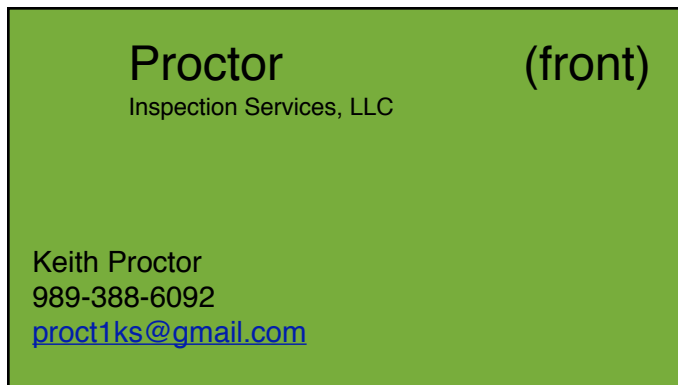 Proctor (front)
Inspection Services, LLC
Keith Proctor
989-388-6092
proct1ks@gmail.com